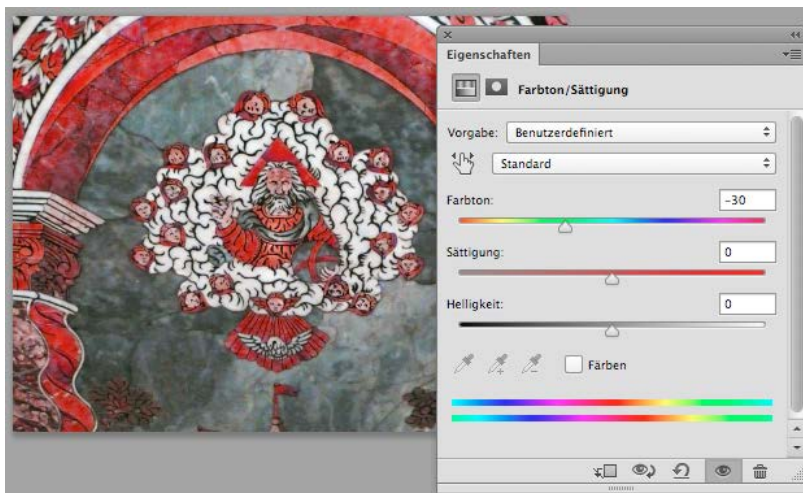 Eigenschaften
Farbton/Sättigung
Vorgabe: Benutzerdefiniert
Standard
Farbton: -30
Sättigung: 0
Helligkeit: 0
Färben